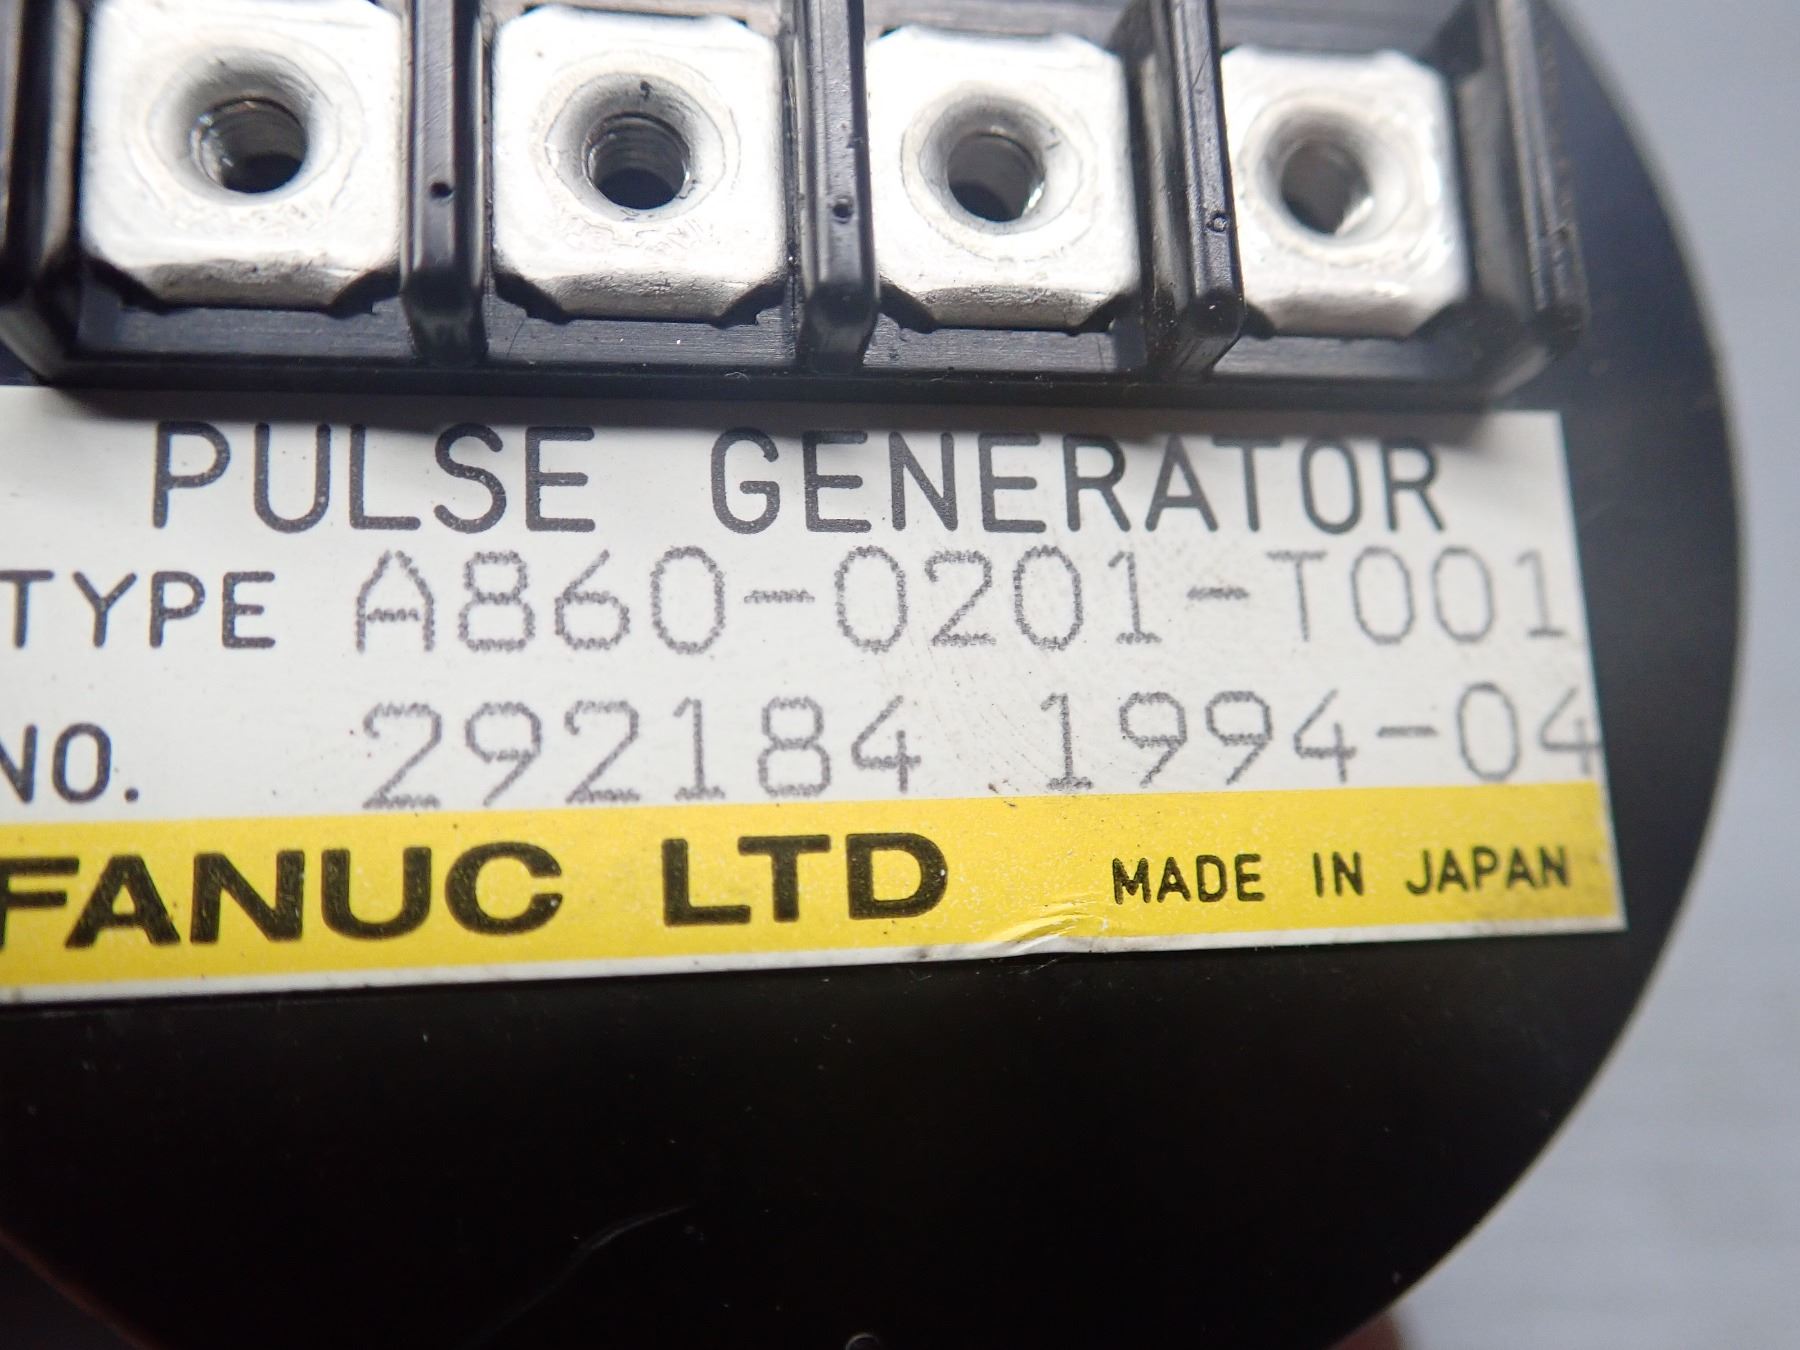 PULSE GENERATOR
TYPE A860-0201-T001
NO. 292184 1994-04
FANUC LTD MADE IN JAPAN